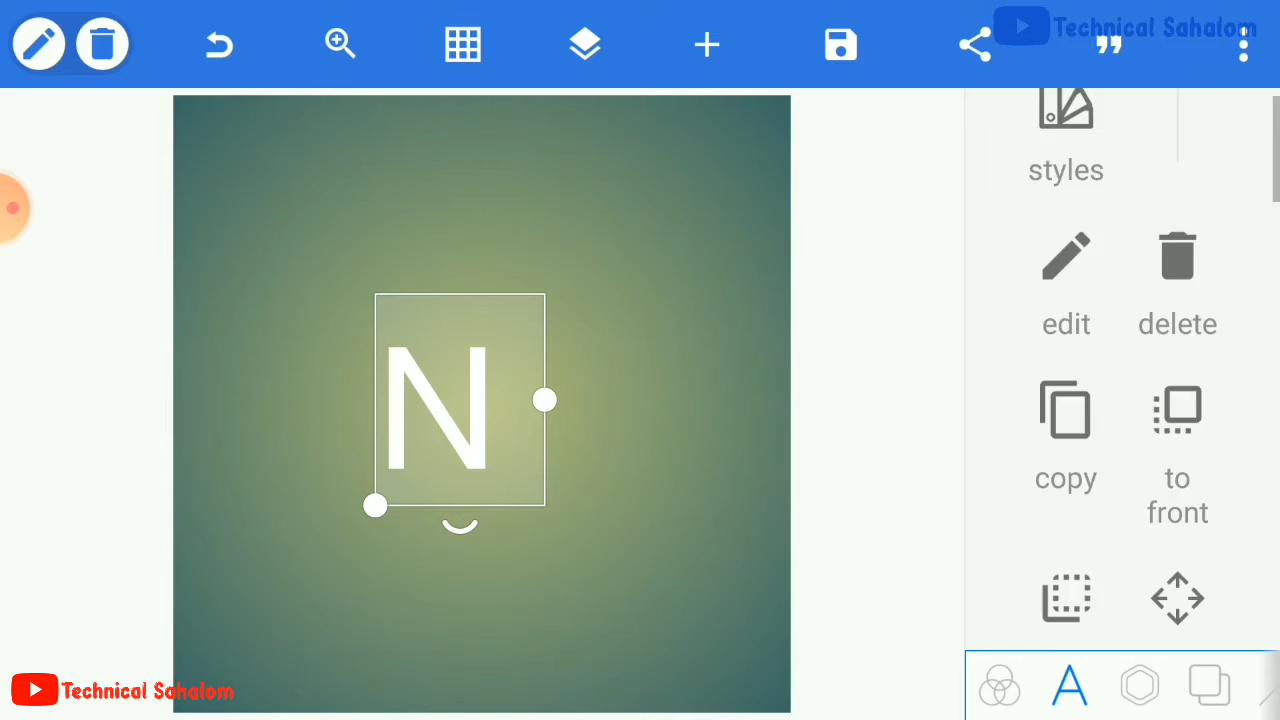 Technical Sahalom
styles
edit
delete
N
copy
to
front
Technical Sahalom